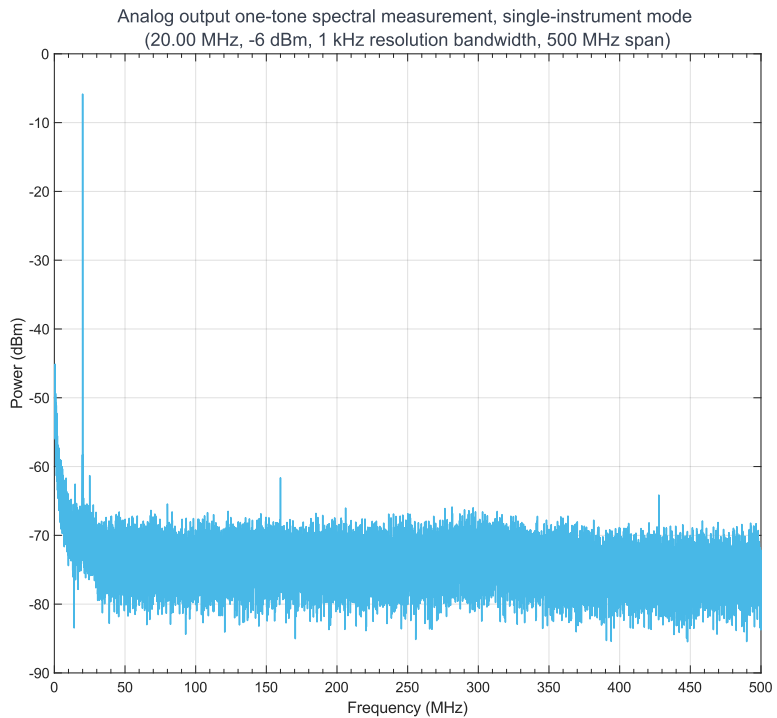 Analog output one-tone spectral measurement, single-instrument mode
(20.00 MHz, -6 dBm, 1 kHz resolution bandwidth, 500 MHz span)
Power (dBm)
0
-10
-20
-30
-40
-50
-60
-70
-80
-90
0 50 100 150 200 250 300 350 400 450 500
Frequency (MHz)